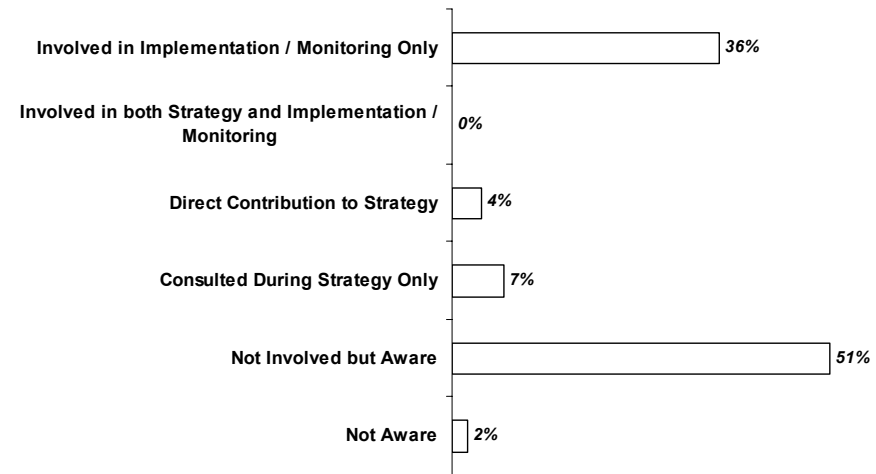 Involved in Implementation / Monitoring Only
36%
Involved in both Strategy and Implementation /
Monitoring
0%
Direct Contribution to Strategy
4%
Consulted During Strategy Only
7%
Not Involved but Aware
51%
Not Aware
2%